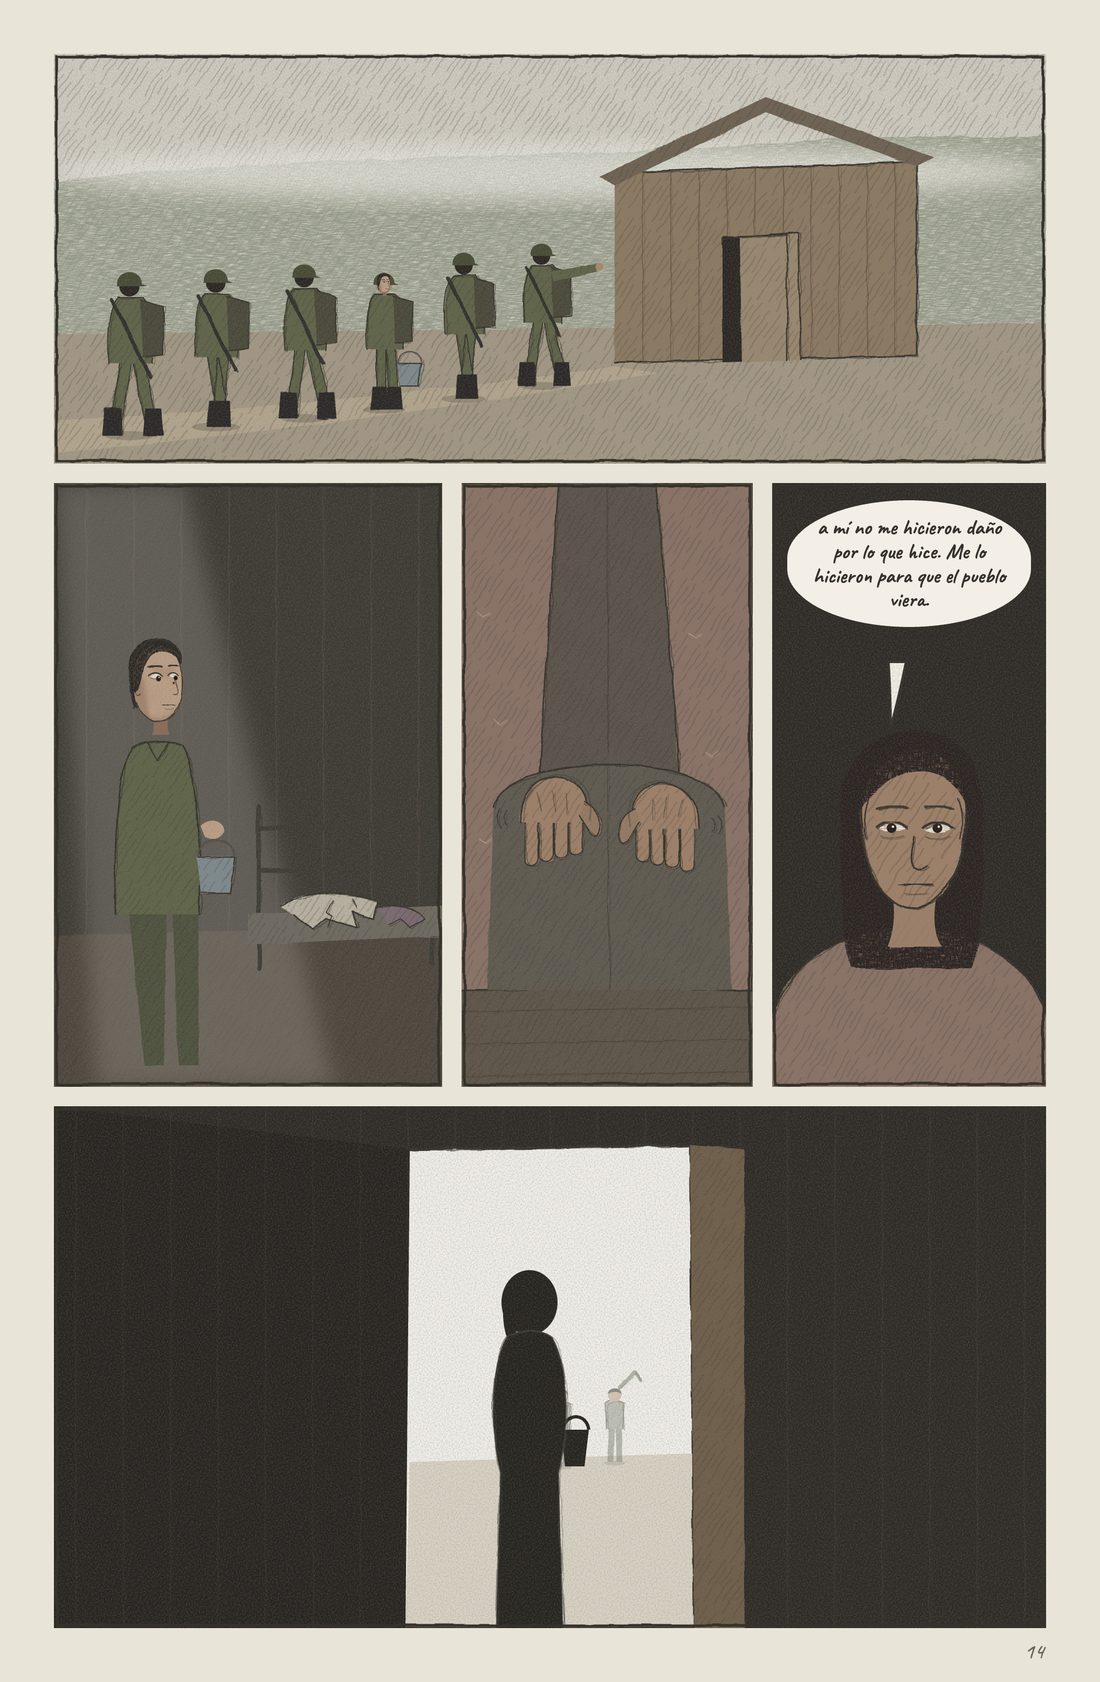 a mí no me hicieron daño
por lo que hice. Me lo
hicieron para que el pueblo
viera.
14